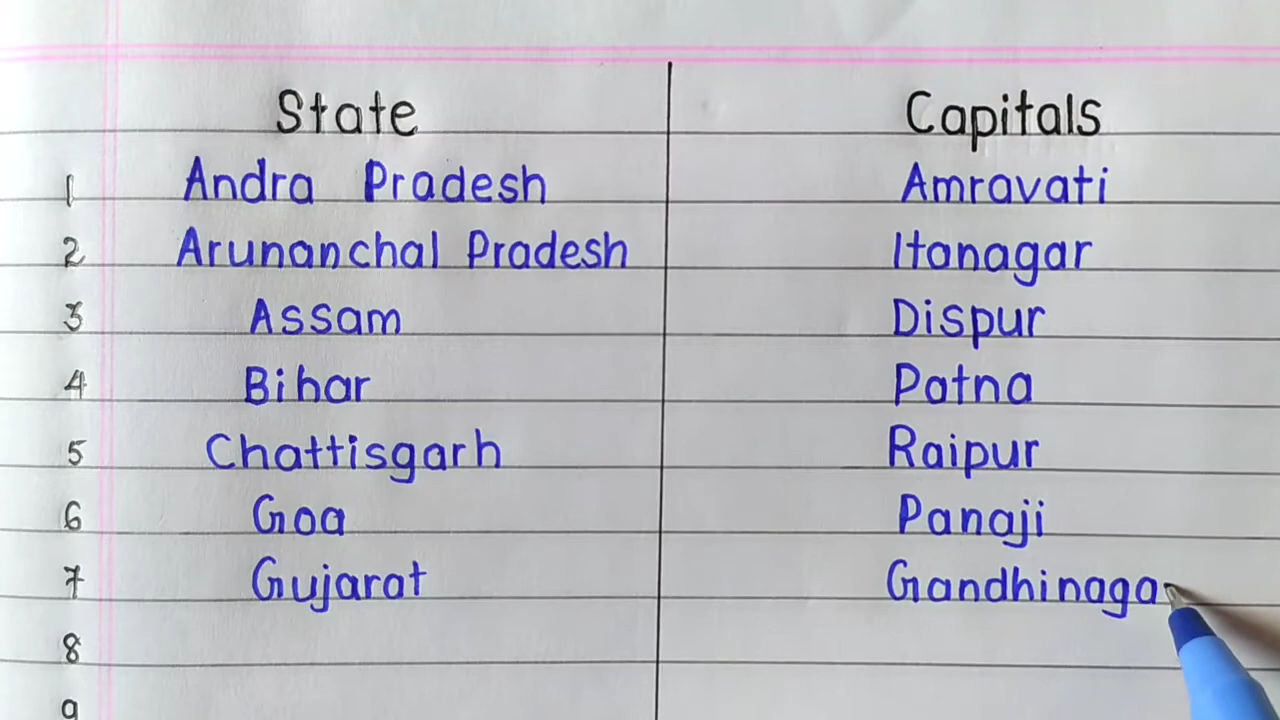 State Capitals
1 Andra Pradesh Amravati
2 Arunanchal Pradesh Itanagar
3 Assam Dispur
4 Bihar Patna
5 Chattisgarh Raipur
6 Goa Panaji
7 Gujarat Gandhinagar
8
9